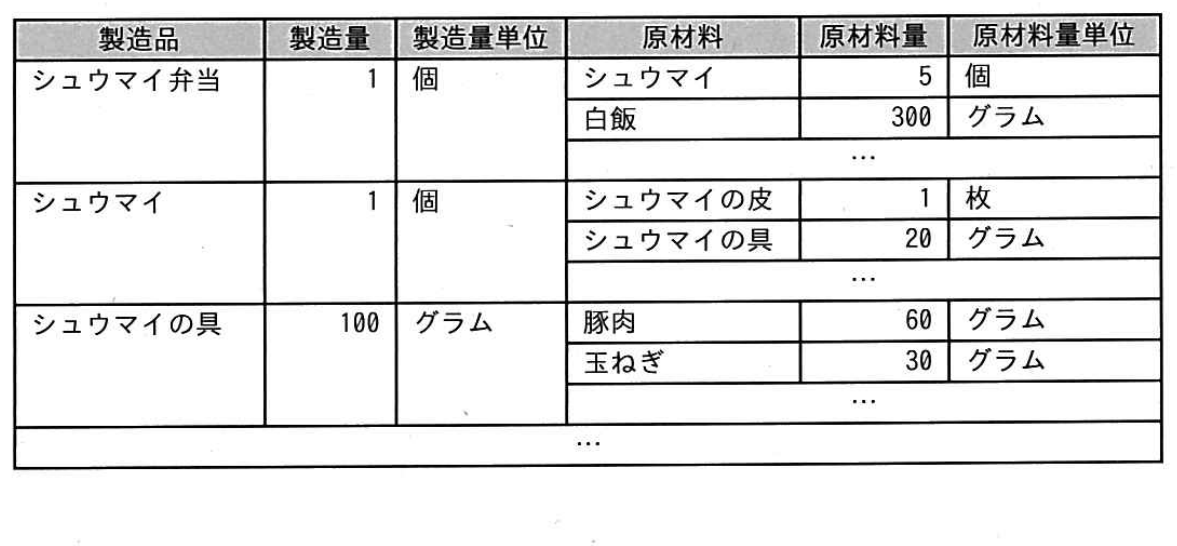 製造品 製造量 製造量単位 原材料 原材料量 原材料量単位
シュウマイ弁当 1 個 シュウマイ 5 個
白飯 300 グラム
…
シュウマイ 1 個 シュウマイの皮 1 枚
シュウマイの具 20 グラム
…
シュウマイの具 100 グラム 豚肉 60 グラム
玉ねぎ 30 グラム
…
…